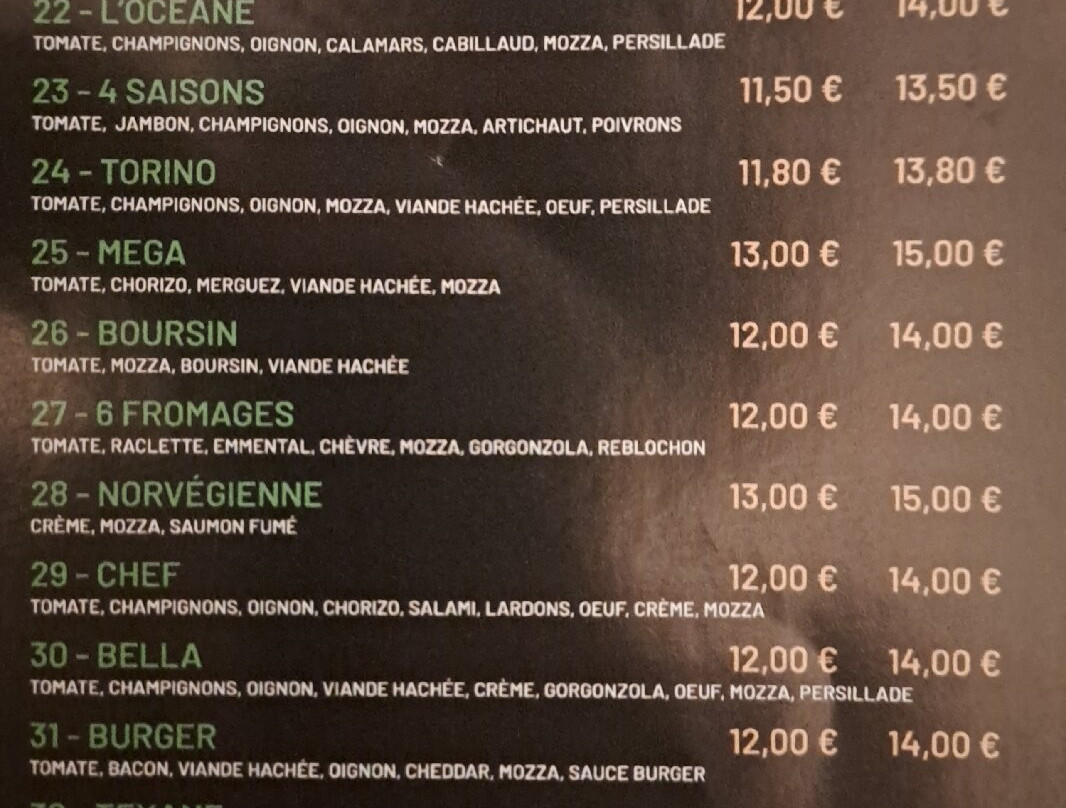 22 - L'OCÉANE 12,00 € 14,00 €
TOMATE, CHAMPIGNONS, OIGNON, CALAMARS, CABILLAUD, MOZZA, PERSILLADE
23 - 4 SAISONS 11,50 € 13,50 €
TOMATE, JAMBON, CHAMPIGNONS, OIGNON, MOZZA, ARTICHAUT, POIVRONS
24 - TORINO 11,80 € 13,80 €
TOMATE, CHAMPIGNONS, OIGNON, MOZZA, VIANDE HACHÉE, OEUF, PERSILLADE
25 - MEGA 13,00 € 15,00 €
TOMATE, CHORIZO, MERGUEZ, VIANDE HACHÉE, MOZZA
26 - BOURSIN 12,00 € 14,00 €
TOMATE, MOZZA, BOURSIN, VIANDE HACHÉE
27 - 6 FROMAGES 12,00 € 14,00 €
TOMATE, RACLETTE, EMMENTAL, CHÈVRE, MOZZA, GORGONZOLA, REBLOCHON
28 - NORVÉGIENNE 13,00 € 15,00 €
CRÈME, MOZZA, SAUMON FUMÉ
29 - CHEF 12,00 € 14,00 €
TOMATE, CHAMPIGNONS, OIGNON, CHORIZO, SALAMI, LARDONS, OEUF, CRÈME, MOZZA
30 - BELLA 12,00 € 14,00 €
TOMATE, CHAMPIGNONS, OIGNON, VIANDE HACHÉE, CRÈME, GORGONZOLA, OEUF, MOZZA, PERSILLADE
31 - BURGER 12,00 € 14,00 €
TOMATE, BACON, VIANDE HACHÉE, OIGNON, CHEDDAR, MOZZA, SAUCE BURGER